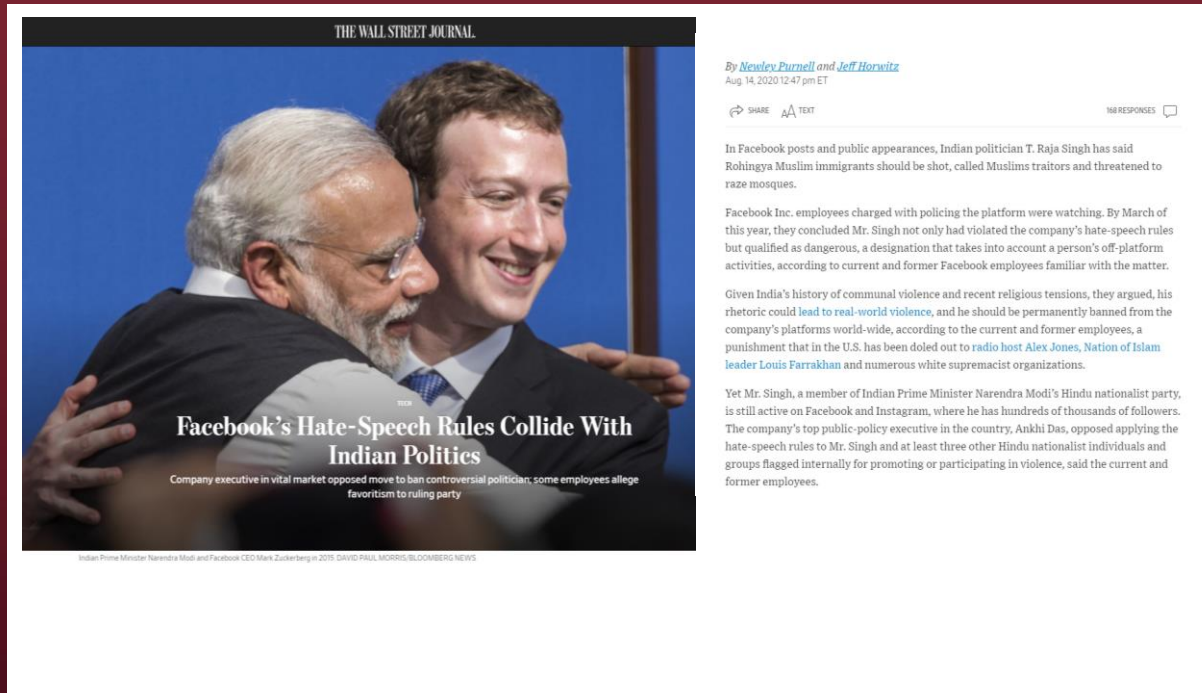 THE WALL STREET JOURNAL.
TECH
Facebook's Hate-Speech Rules Collide With
Indian Politics
Company executive in vital market opposed move to ban controversial politician; some employees allege
favoritism to ruling party
Indian Prime Minister Narendra Modi and Facebook CEO Mark Zuckerberg in 2015. DAVID PAUL MORRIS/BLOOMBERG NEWS
By Newley Purnell and Jeff Horwitz
Aug. 14, 2020 12:47 pm ET
SHARE AA TEXT 168 RESPONSES
In Facebook posts and public appearances, Indian politician T. Raja Singh has said
Rohingya Muslim immigrants should be shot, called Muslims traitors and threatened to
raze mosques.
Facebook Inc. employees charged with policing the platform were watching. By March of
this year, they concluded Mr. Singh not only had violated the company's hate-speech rules
but qualified as dangerous, a designation that takes into account a person's off-platform
activities, according to current and former Facebook employees familiar with the matter.
Given India's history of communal violence and recent religious tensions, they argued, his
rhetoric could lead to real-world violence, and he should be permanently banned from the
company's platforms world-wide, according to the current and former employees, a
punishment that in the U.S. has been doled out to radio host Alex Jones, Nation of Islam
leader Louis Farrakhan and numerous white supremacist organizations.
Yet Mr. Singh, a member of Indian Prime Minister Narendra Modi's Hindu nationalist party,
is still active on Facebook and Instagram, where he has hundreds of thousands of followers.
The company's top public-policy executive in the country, Ankhi Das, opposed applying the
hate-speech rules to Mr. Singh and at least three other Hindu nationalist individuals and
groups flagged internally for promoting or participating in violence, said the current and
former employees.